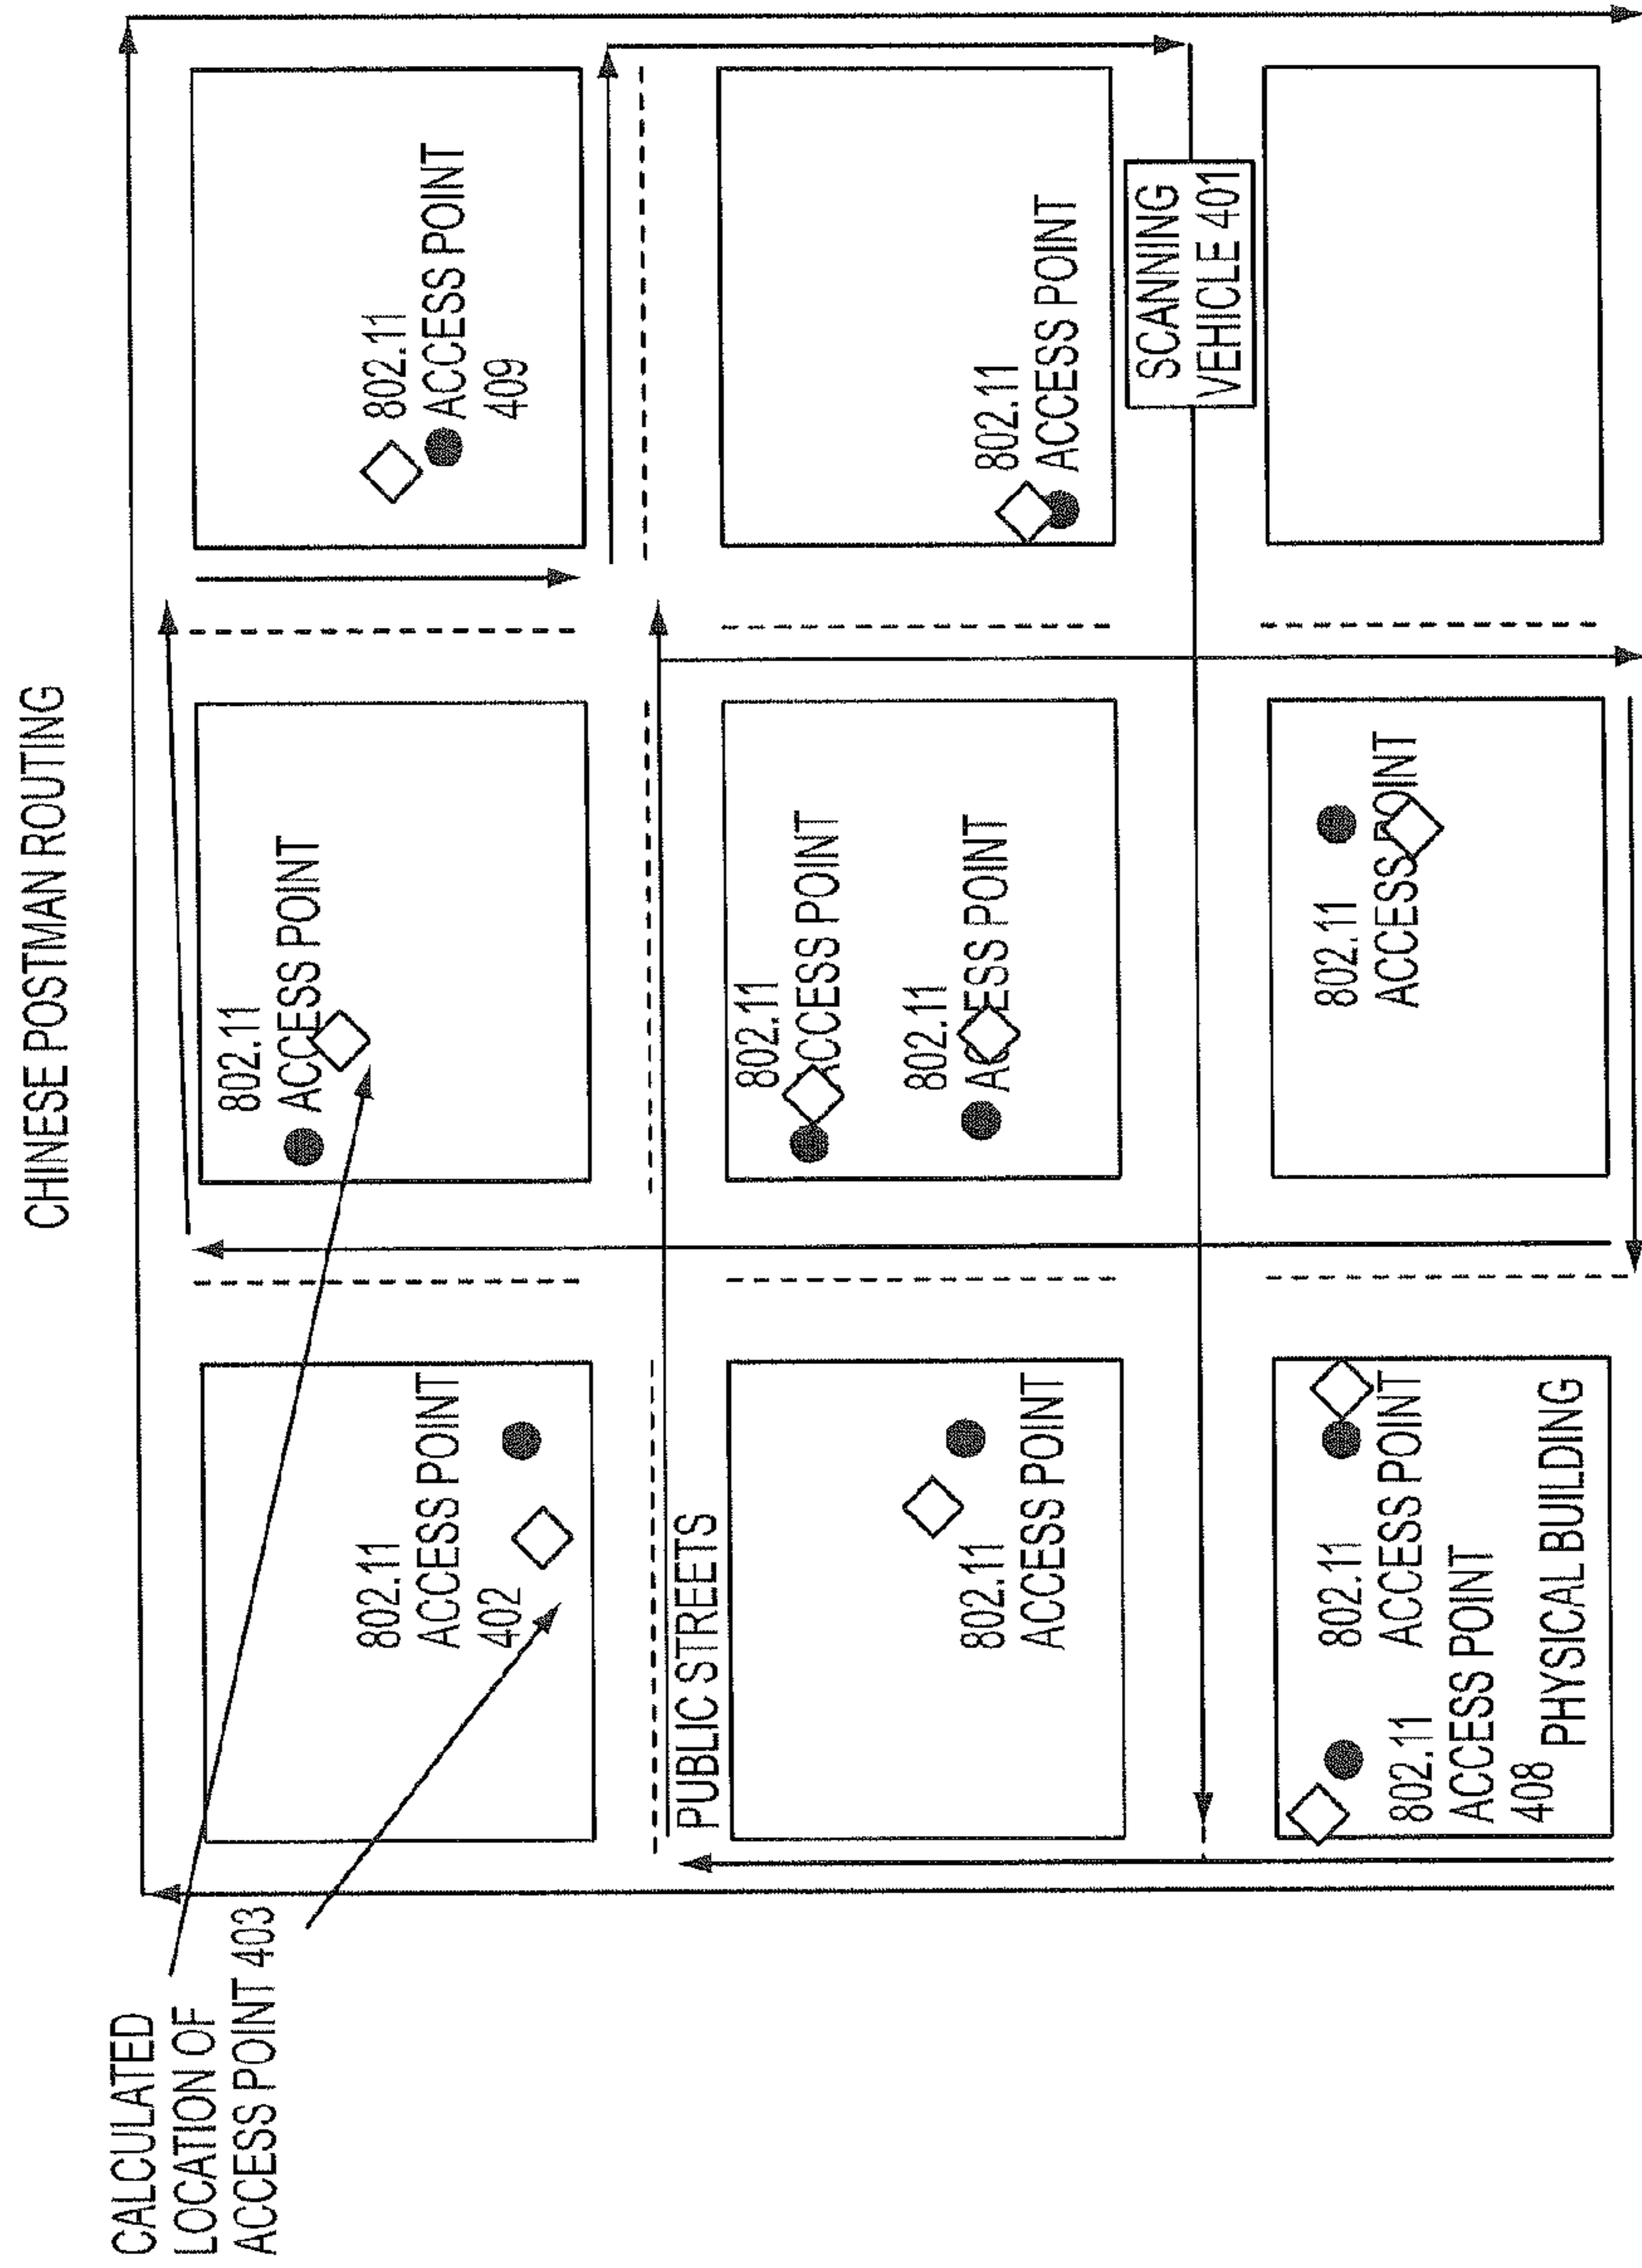 CHINESE POSTMAN ROUTING
CALCULATED
LOCATION OF
ACCESS POINT 403
802.11
ACCESS POINT
402
802.11
ACCESS POINT
802.11
ACCESS POINT
409
PUBLIC STREETS
802.11
ACCESS POINT
802.11
ACCESS POINT
802.11
ACCESS POINT
802.11
ACCESS POINT
SCANNING
VEHICLE 401
802.11
ACCESS POINT
802.11
ACCESS POINT
408
PHYSICAL BUILDING
802.11
ACCESS POINT